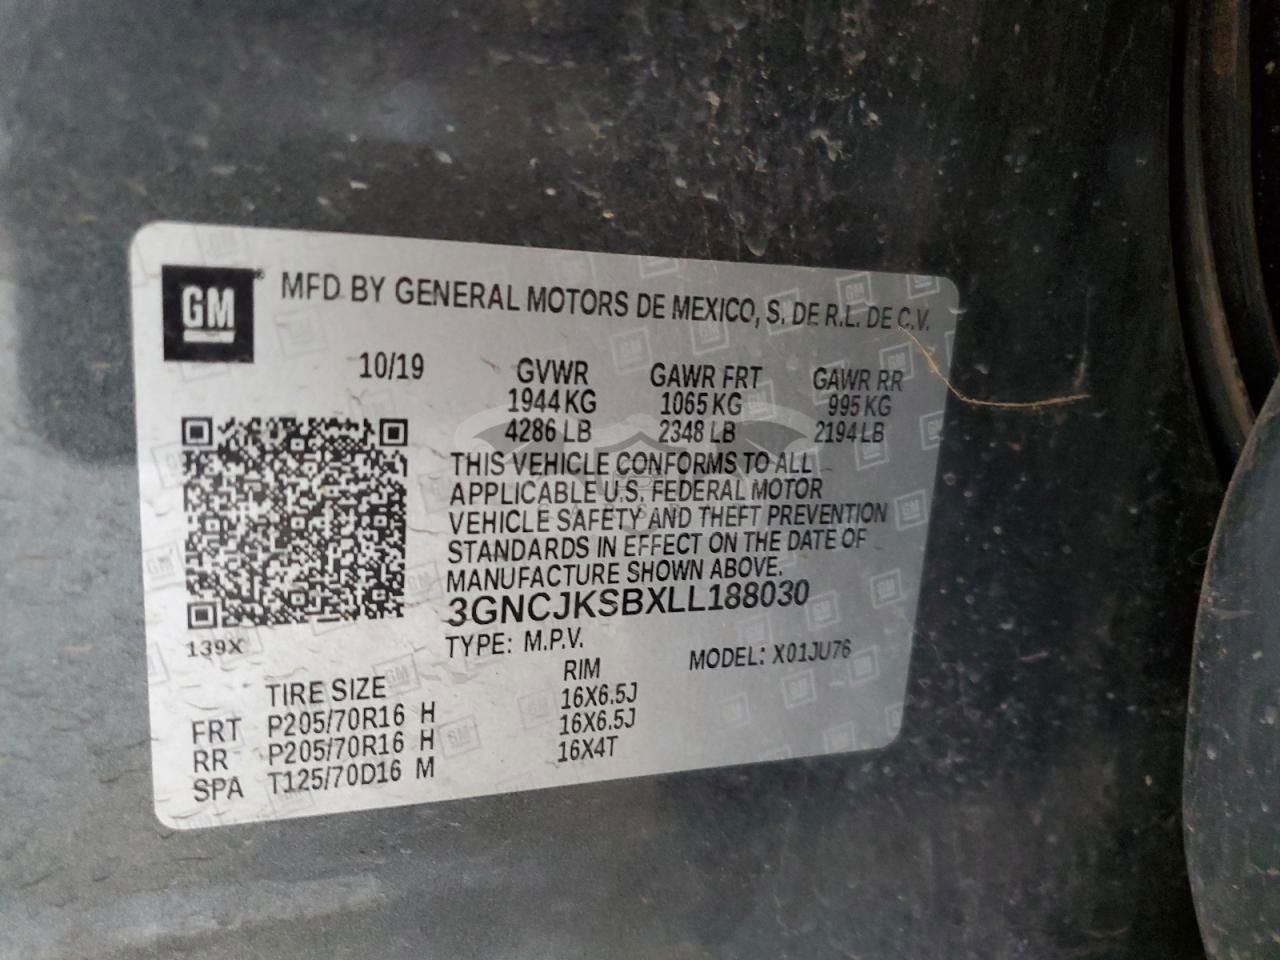 GM
MFD BY GENERAL MOTORS DE MEXICO, S. DE R.L. DE C.V.
10/19 GVWR GAWR FRT GAWR RR
1944 KG 1065 KG 995 KG
4286 LB 2348 LB 2194 LB
THIS VEHICLE CONFORMS TO ALL
APPLICABLE U.S. FEDERAL MOTOR
VEHICLE SAFETY AND THEFT PREVENTION
STANDARDS IN EFFECT ON THE DATE OF
MANUFACTURE SHOWN ABOVE.
3GNCJKSBXLL188030
139X
TYPE: M.P.V. MODEL: X01JU76
TIRE SIZE RIM
FRT P205/70R16 H 16X6.5J
RR P205/70R16 H 16X6.5J
SPA T125/70D16 M 16X4T